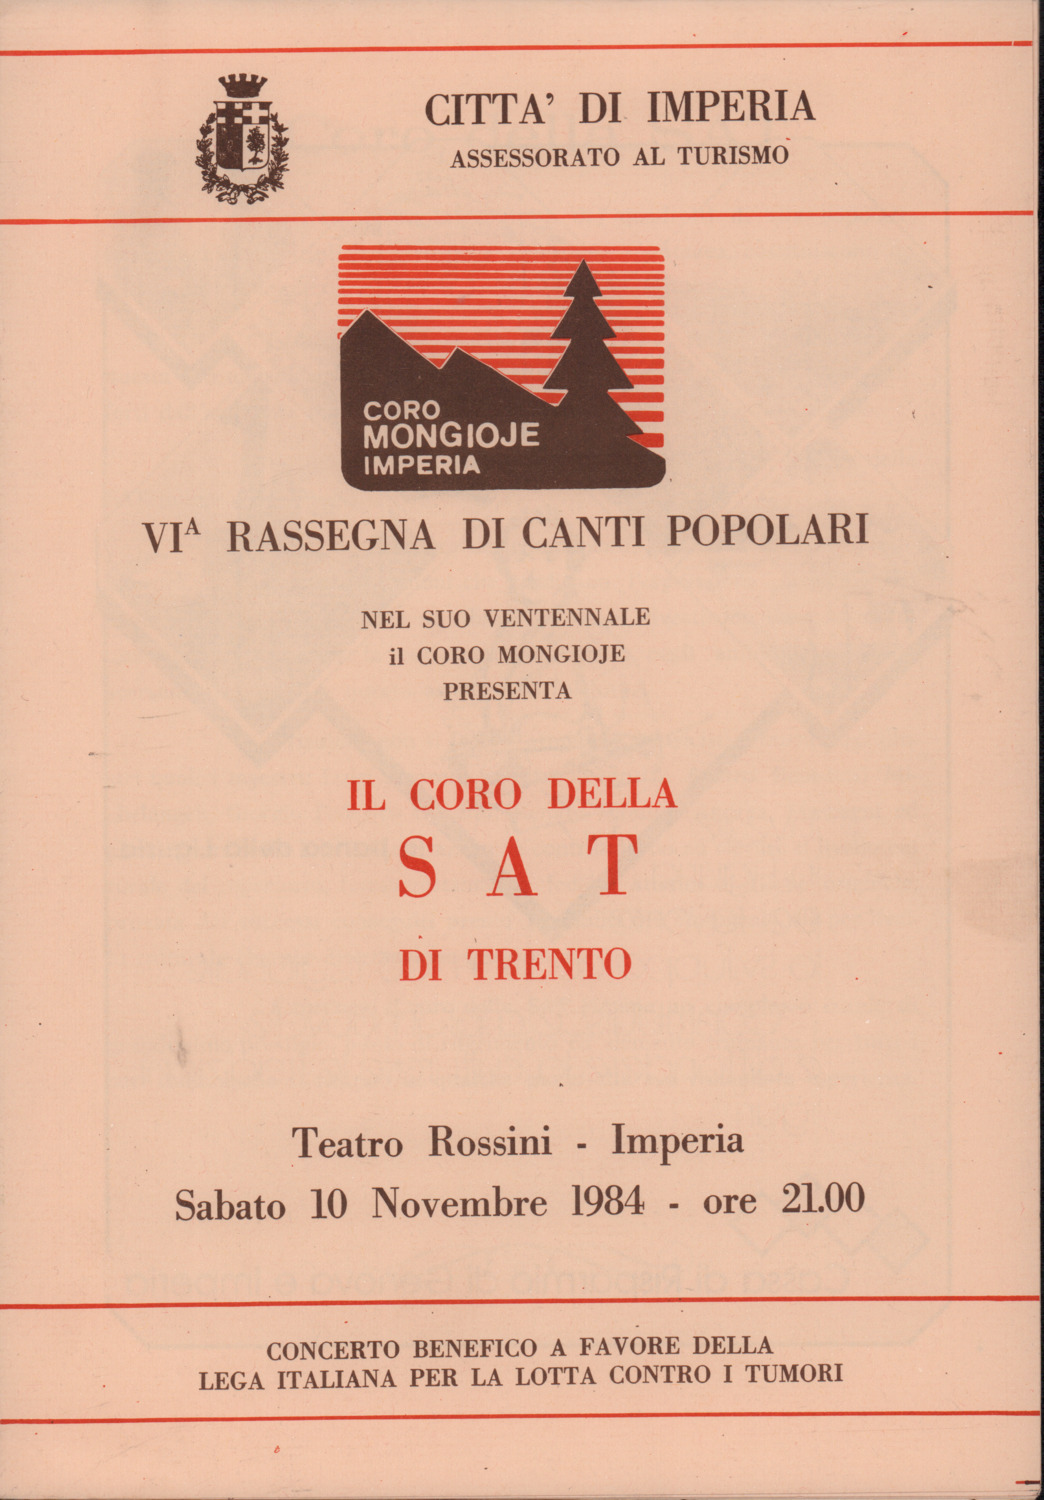 CITTA' DI IMPERIA
ASSESSORATO AL TURISMO
CORO
MONGIOJE
IMPERIA
VIᴬ RASSEGNA DI CANTI POPOLARI
NEL SUO VENTENNALE
il CORO MONGIOJE
PRESENTA
IL CORO DELLA
S A T
DI TRENTO
Teatro Rossini - Imperia
Sabato 10 Novembre 1984 - ore 21.00
CONCERTO BENEFICO A FAVORE DELLA
LEGA ITALIANA PER LA LOTTA CONTRO I TUMORI